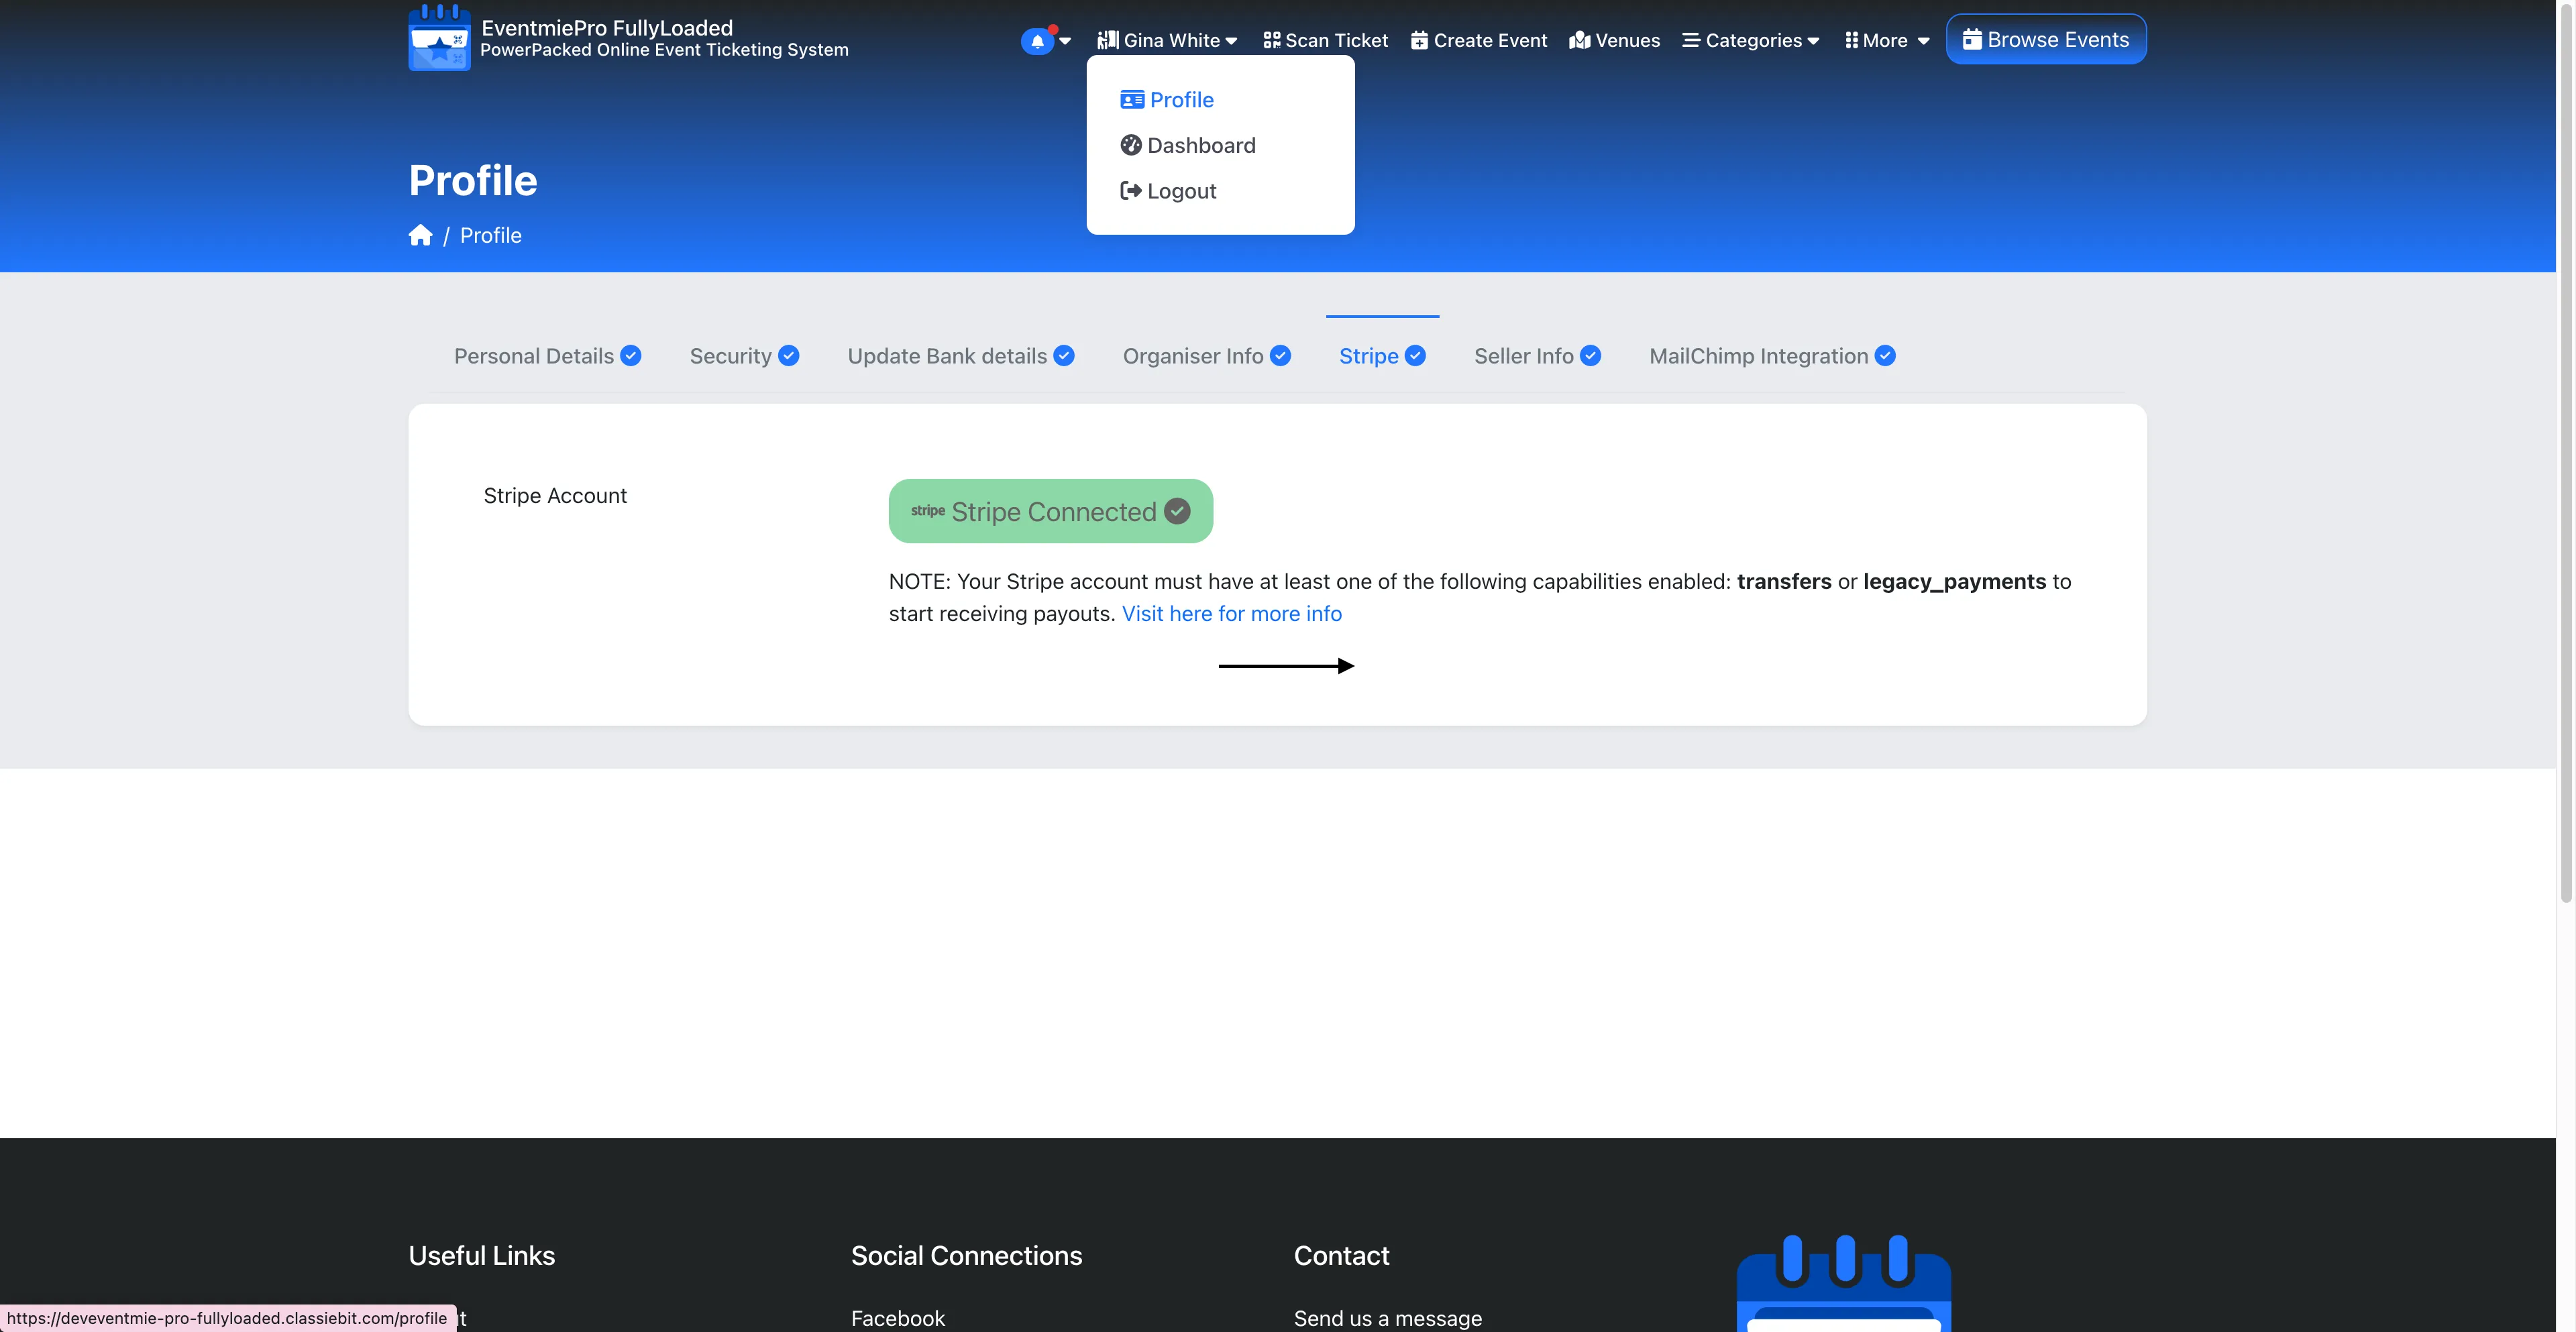 EventmiePro FullyLoaded
PowerPacked Online Event Ticketing System
Gina White
Scan Ticket
Create Event
Venues
Categories
More
Browse Events
Profile
Dashboard
Logout
Profile
/ Profile
Personal Details
Security
Update Bank details
Organiser Info
Stripe
Seller Info
MailChimp Integration
Stripe Account
stripe Stripe Connected
NOTE: Your Stripe account must have at least one of the following capabilities enabled: transfers or legacy_payments to
start receiving payouts. Visit here for more info
Useful Links
Social Connections
Contact
Facebook
Send us a message
https://deveventmie-pro-fullyloaded.classiebit.com/profile